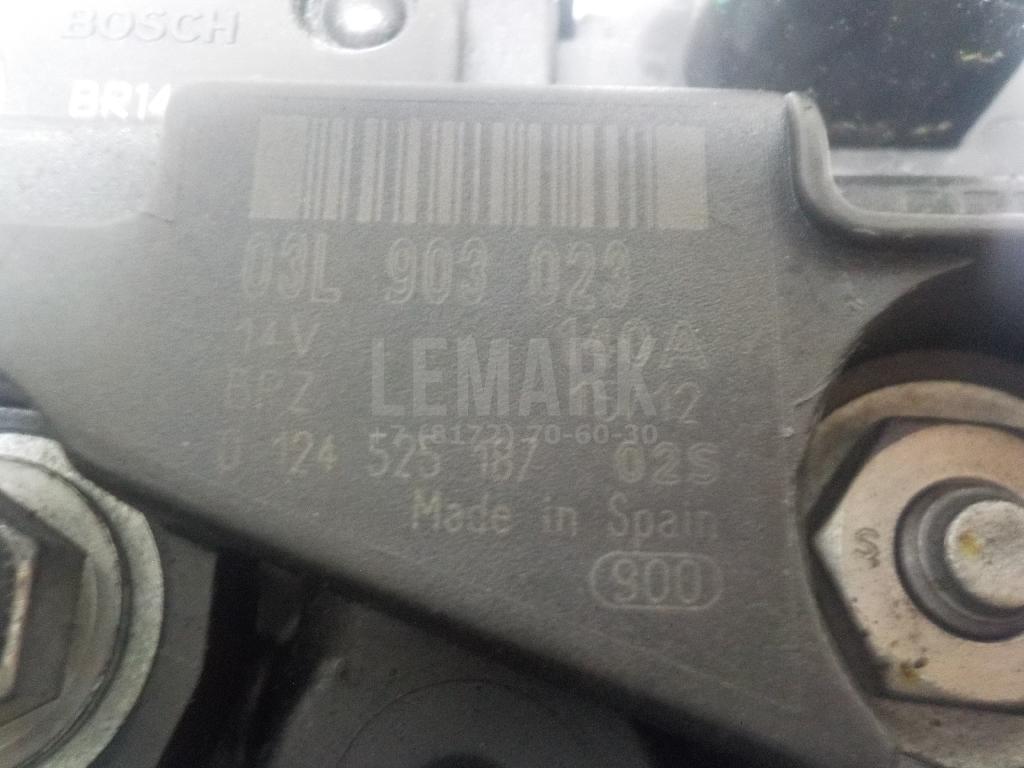 BOSCH
BR14
03L 903 023
14V 140A
LEMARK
BPZ
+7 (8172) 70-60-30
0 124 525 187 02S
Made in Spain
900